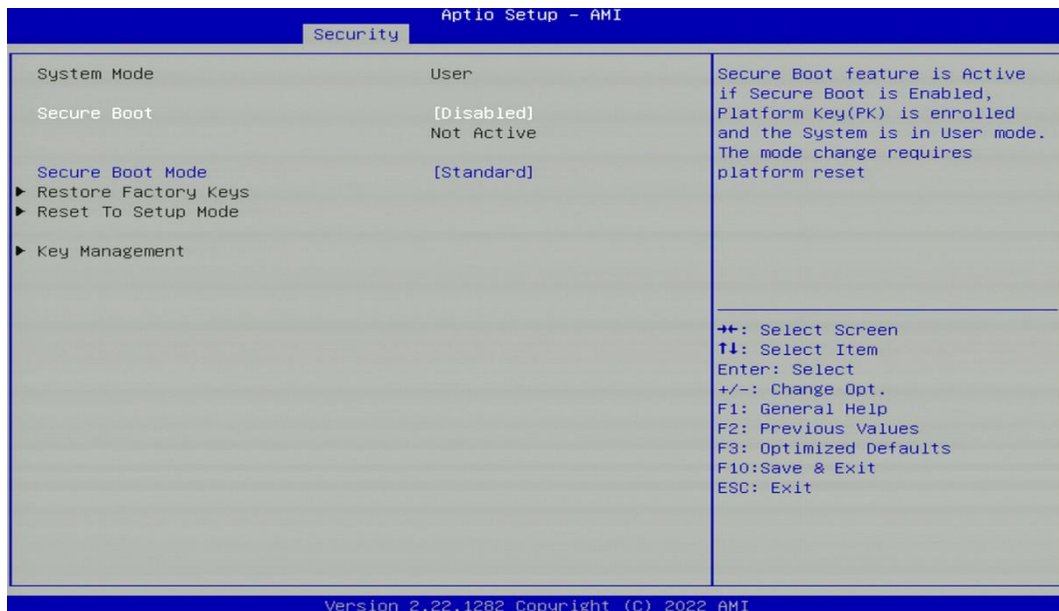 Aptio Setup – AMI
Security
System Mode User
Secure Boot [Disabled]
Not Active
Secure Boot Mode [Standard]
► Restore Factory Keys
► Reset To Setup Mode
► Key Management
Secure Boot feature is Active
if Secure Boot is Enabled,
Platform Key(PK) is enrolled
and the System is in User mode.
The mode change requires
platform reset
→←: Select Screen
↑↓: Select Item
Enter: Select
+/-: Change Opt.
F1: General Help
F2: Previous Values
F3: Optimized Defaults
F10:Save & Exit
ESC: Exit
Version 2.22.1282 Copyright (C) 2022 AMI